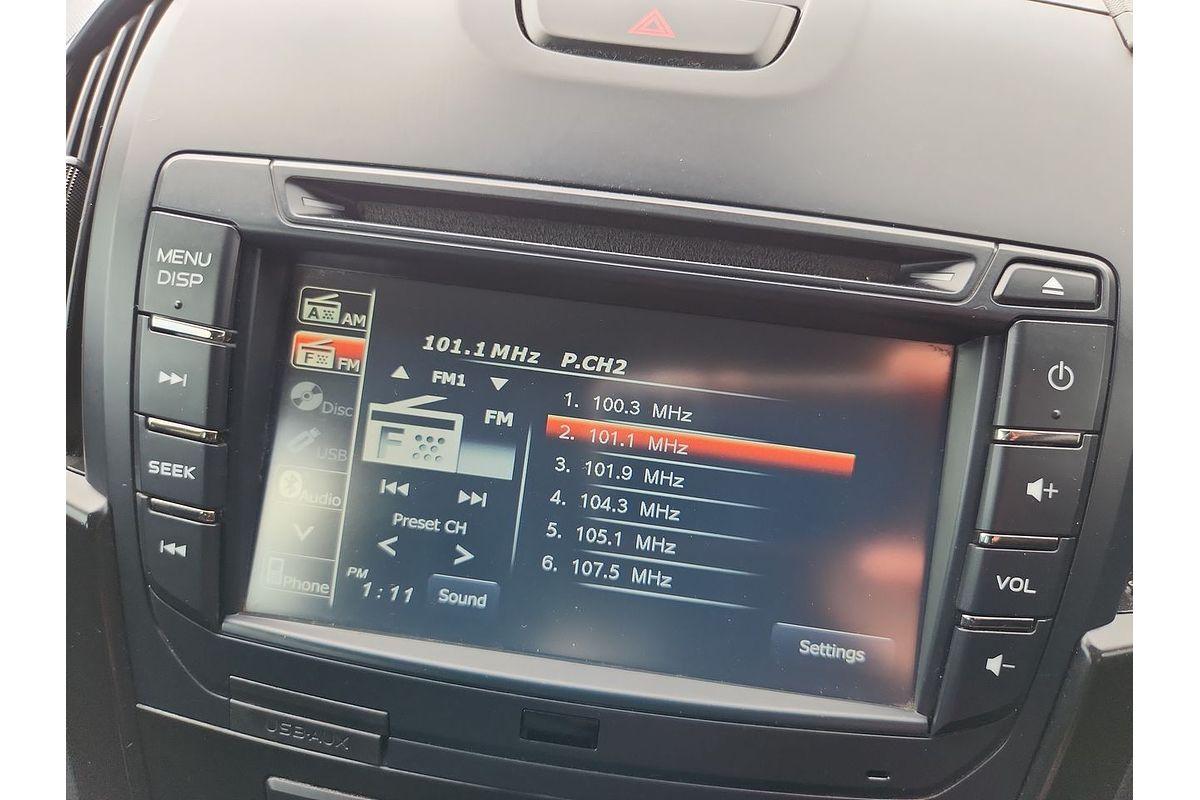 MENU
DISP
SEEK
A AM
F FM
Disc
USB
Audio
Phone
101.1 MHz P.CH2
FM1
FM
F
Preset CH
PM
1:11
Sound
1. 100.3 MHz
2. 101.1 MHz
3. 101.9 MHz
4. 104.3 MHz
5. 105.1 MHz
6. 107.5 MHz
Settings
VOL
USB·AUX